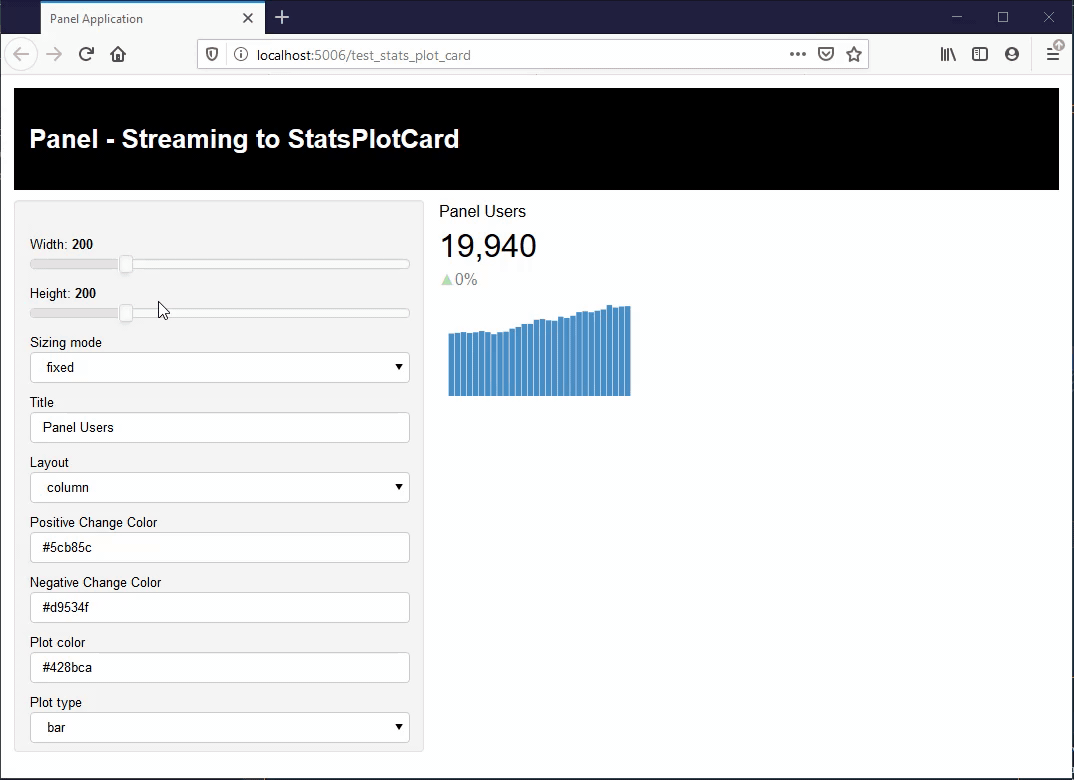 Panel Application
localhost:5006/test_stats_plot_card
Panel - Streaming to StatsPlotCard
Width: 200
Height: 200
Sizing mode
fixed
Title
Panel Users
Layout
column
Positive Change Color
#5cb85c
Negative Change Color
#d9534f
Plot color
#428bca
Plot type
bar
Panel Users
19,940
▲0%